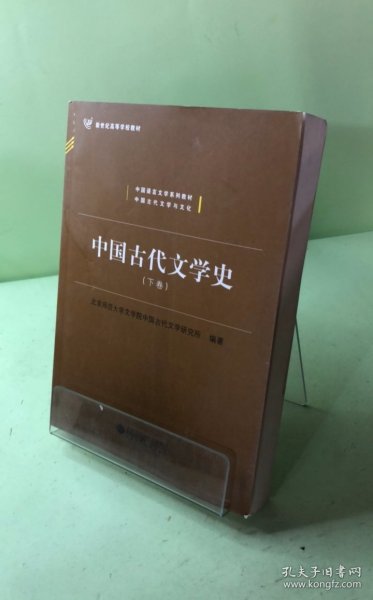 新世纪高等学校教材
中国语言文学系列教材
中国古代文学与文化
中国古代文学史
(下卷)
北京师范大学文学院中国古代文学研究所 编著
孔夫子旧书网
www.kongfz.com